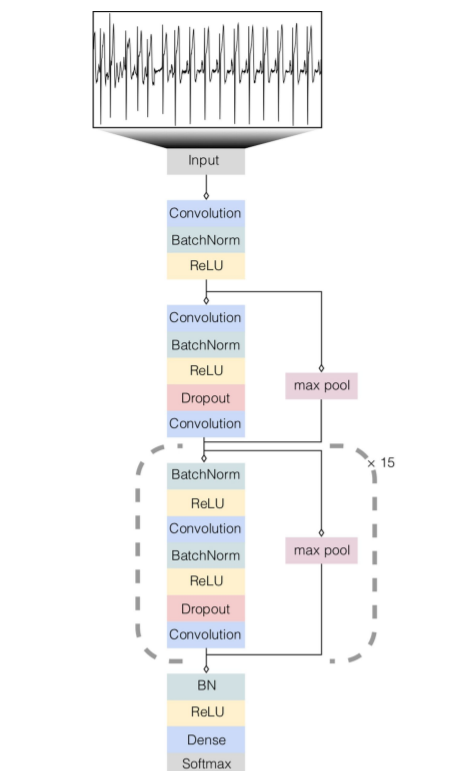 Input
Convolution
BatchNorm
ReLU
Convolution
BatchNorm
ReLU
Dropout
Convolution
max pool
× 15
BatchNorm
ReLU
Convolution
BatchNorm
ReLU
Dropout
Convolution
max pool
BN
ReLU
Dense
Softmax